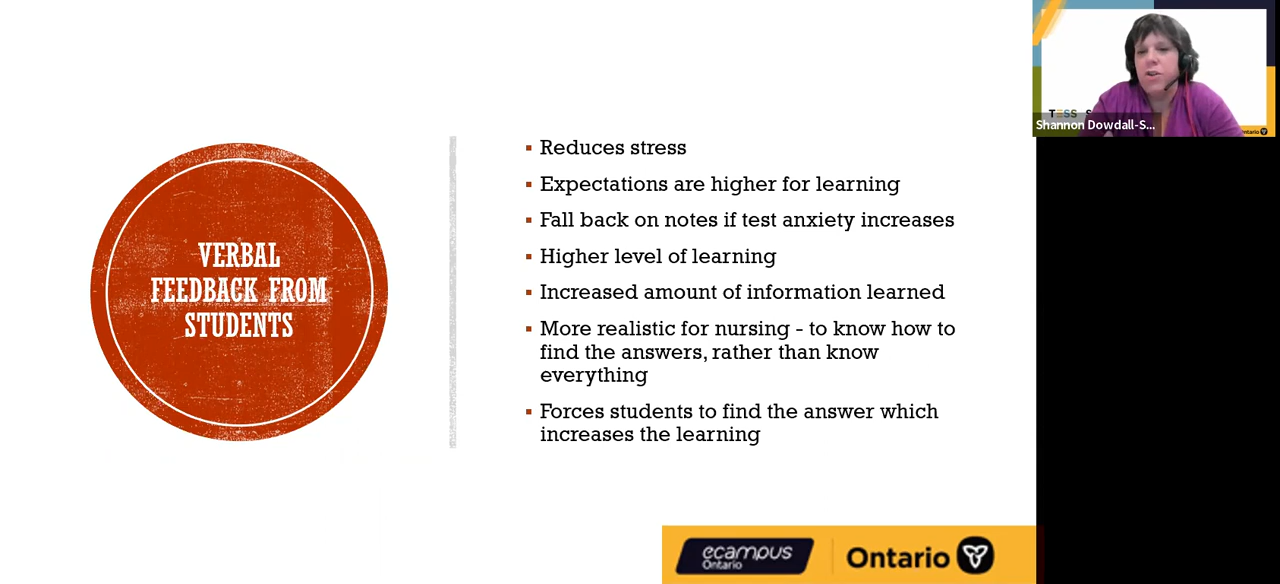 VERBAL
FEEDBACK FROM
STUDENTS
Reduces stress
Expectations are higher for learning
Fall back on notes if test anxiety increases
Higher level of learning
Increased amount of information learned
More realistic for nursing - to know how to
find the answers, rather than know
everything
Forces students to find the answer which
increases the learning
TESS S
Shannon Dowdall-S...
ecampus
Ontario
Ontario